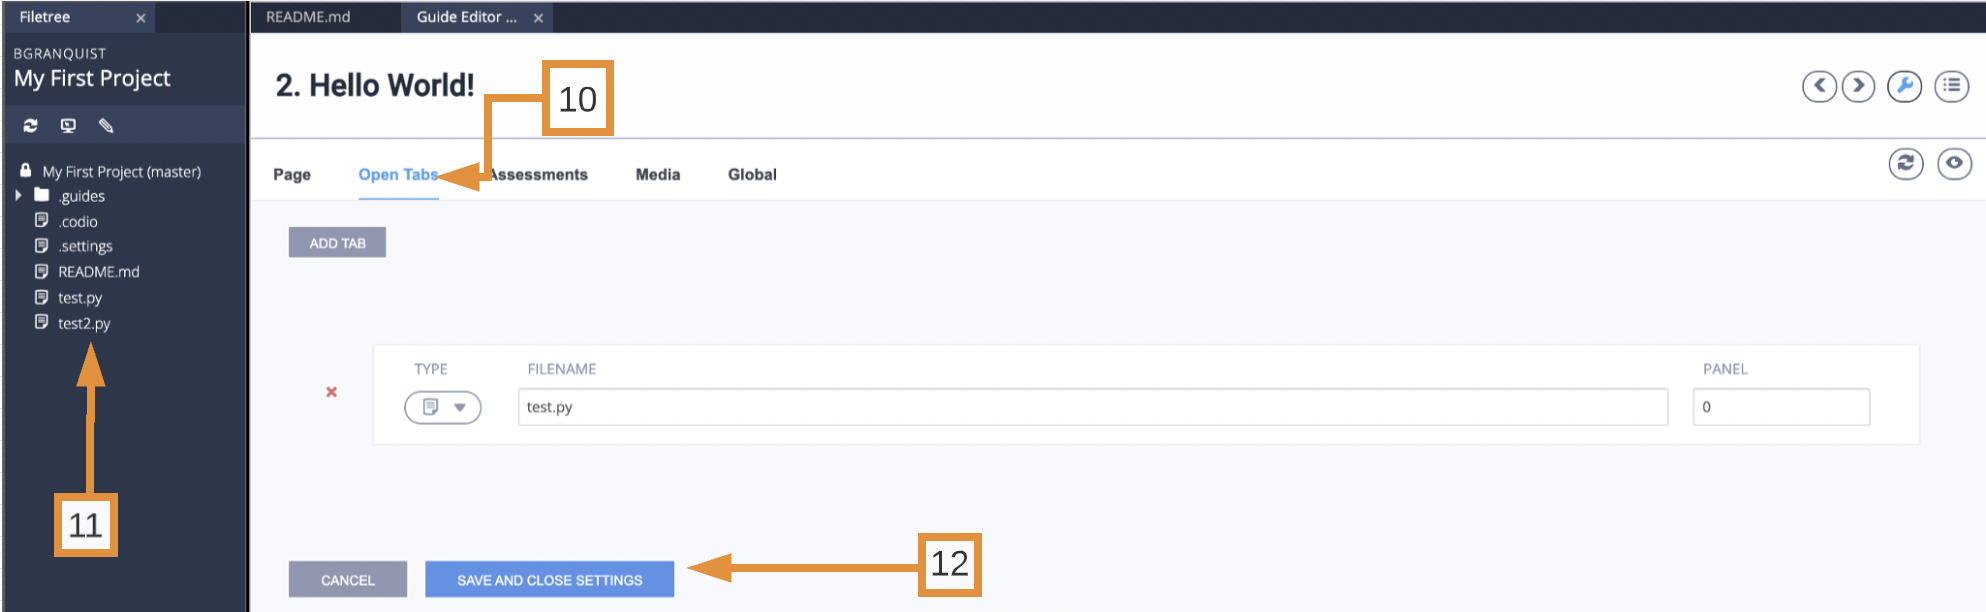 Filetree
README.md
Guide Editor ...
BGRANQUIST
My First Project
My First Project (master)
.guides
.codio
.settings
README.md
test.py
test2.py
11
2. Hello World!
10
Page
Open Tabs
Assessments
Media
Global
ADD TAB
TYPE
FILENAME
PANEL
test.py
0
CANCEL
SAVE AND CLOSE SETTINGS
12